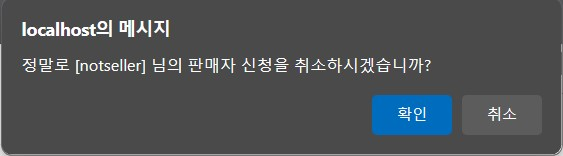 localhost의 메시지
정말로 [notseller] 님의 판매자 신청을 취소하시겠습니까?
확인
취소